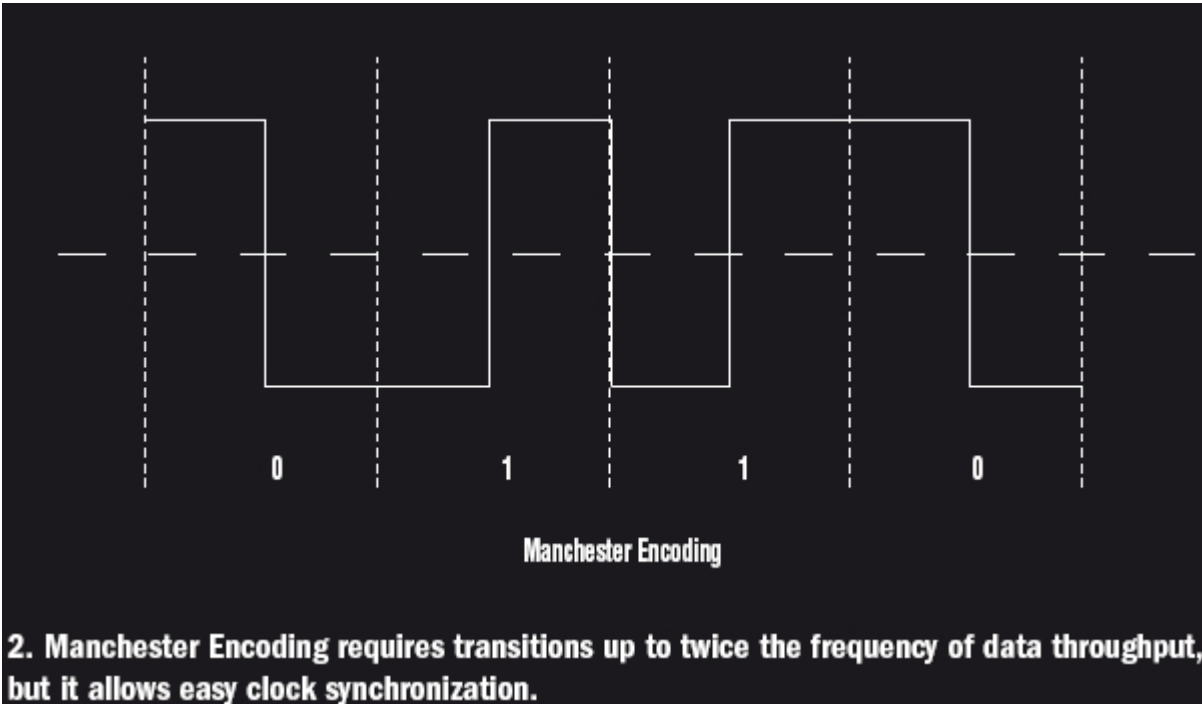 0 1 1 0
Manchester Encoding
2. Manchester Encoding requires transitions up to twice the frequency of data throughput,
but it allows easy clock synchronization.